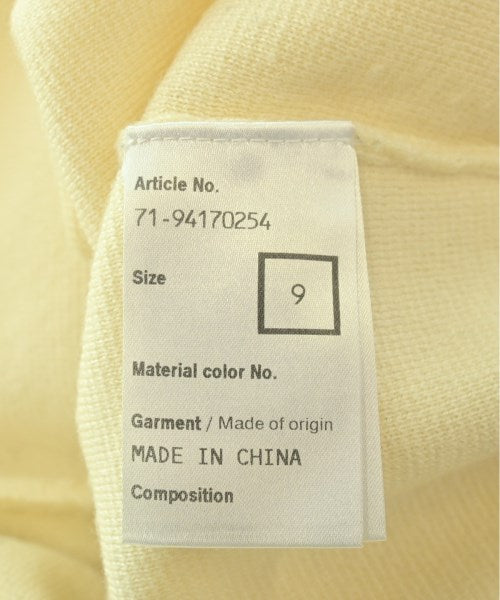 Article No.
71-94170254
Size
9
Material color No.
Garment / Made of origin
MADE IN CHINA
Composition